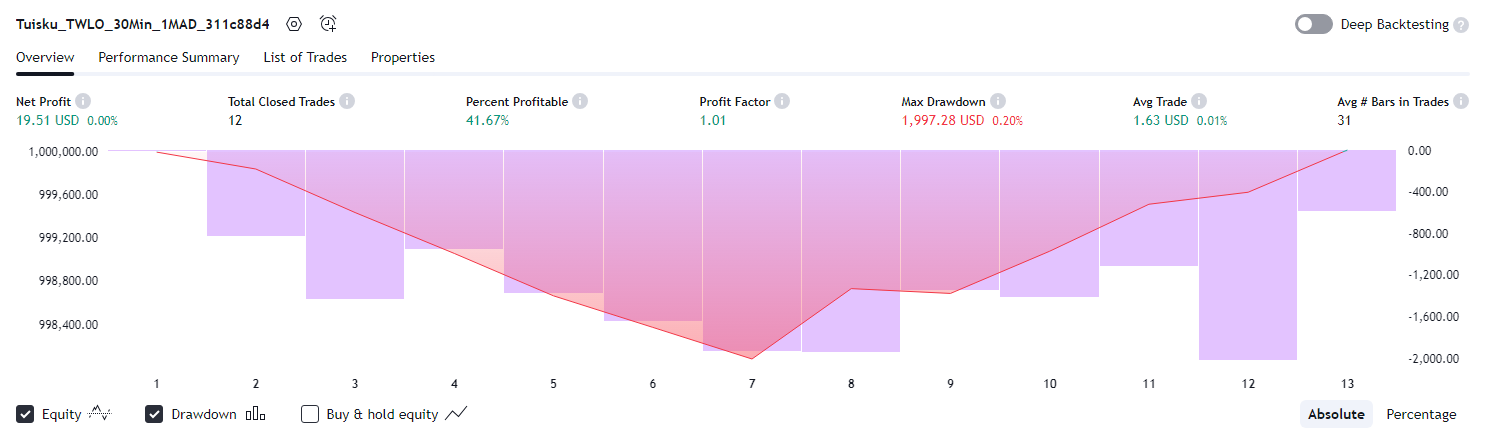 Tuisku_TWLO_30Min_1MAD_311c88d4
Deep Backtesting ?
Overview Performance Summary List of Trades Properties
Net Profit i Total Closed Trades i Percent Profitable i Profit Factor i Max Drawdown i Avg Trade i Avg # Bars in Trades i
19.51 USD 0.00% 12 41.67% 1.01 1,997.28 USD 0.20% 1.63 USD 0.01% 31
1,000,000.00 0.00
999,600.00 -400.00
999,200.00 -800.00
998,800.00 -1,200.00
998,400.00 -1,600.00
-2,000.00
1 2 3 4 5 6 7 8 9 10 11 12 13
Equity Drawdown Buy & hold equity Absolute Percentage